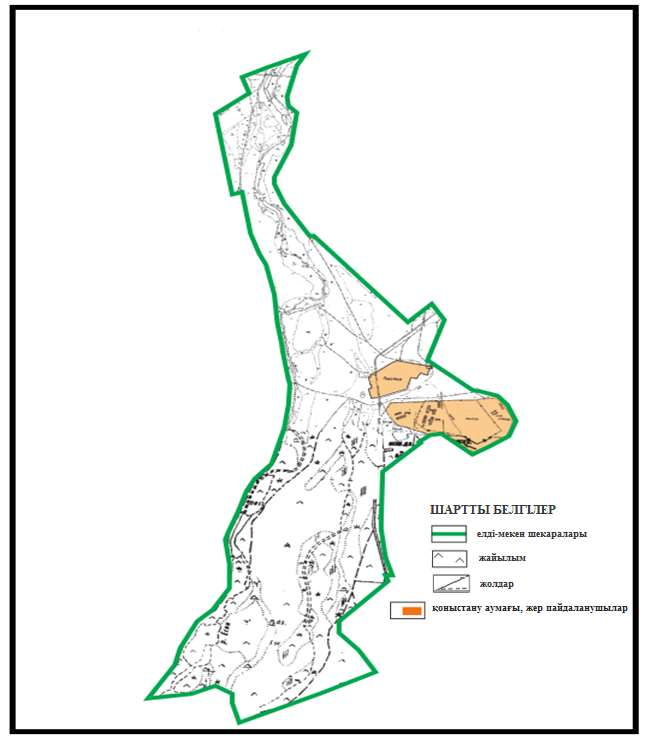 ШАРТТЫ БЕЛГІЛЕР
елді-мекен шекаралары
жайылым
жолдар
қоныстану аумағы, жер пайдаланушылар